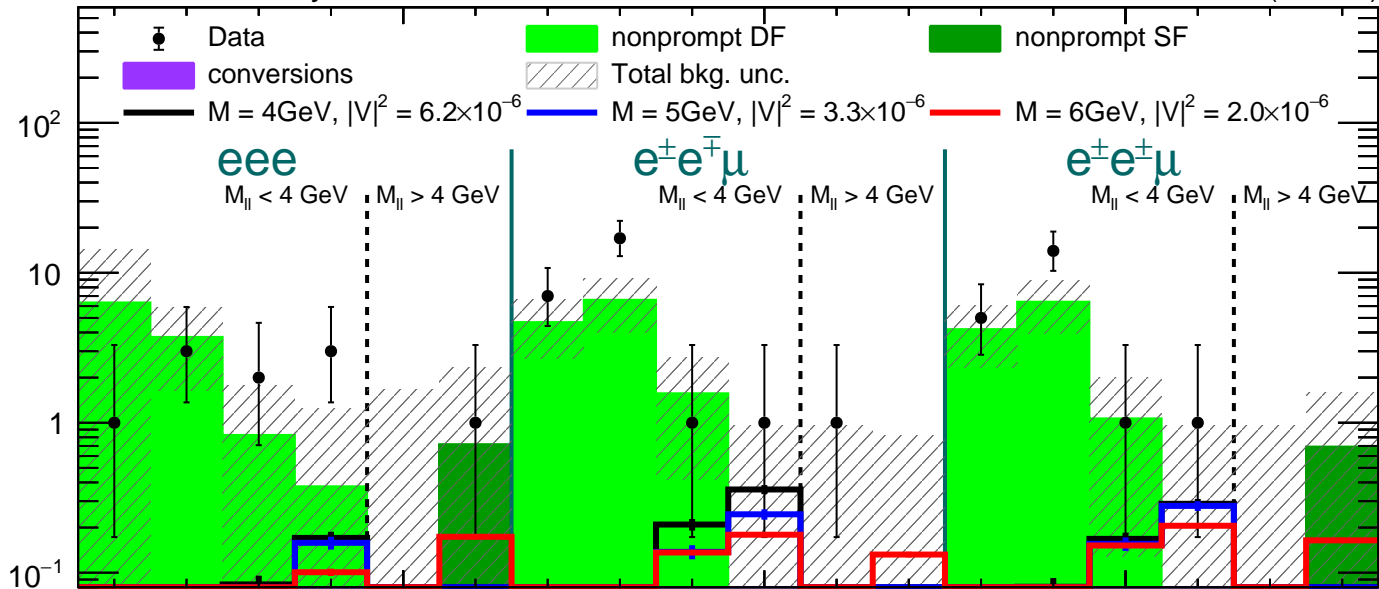 Data
nonprompt DF
nonprompt SF
conversions
Total bkg. unc.
M = 4GeV, |V|² = 6.2×10⁻⁶
M = 5GeV, |V|² = 3.3×10⁻⁶
M = 6GeV, |V|² = 2.0×10⁻⁶
10²
10
1
10⁻¹
eee
M_ll < 4 GeV
M_ll > 4 GeV
e^± e^∓ μ
M_ll < 4 GeV
M_ll > 4 GeV
e^± e^± μ
M_ll < 4 GeV
M_ll > 4 GeV